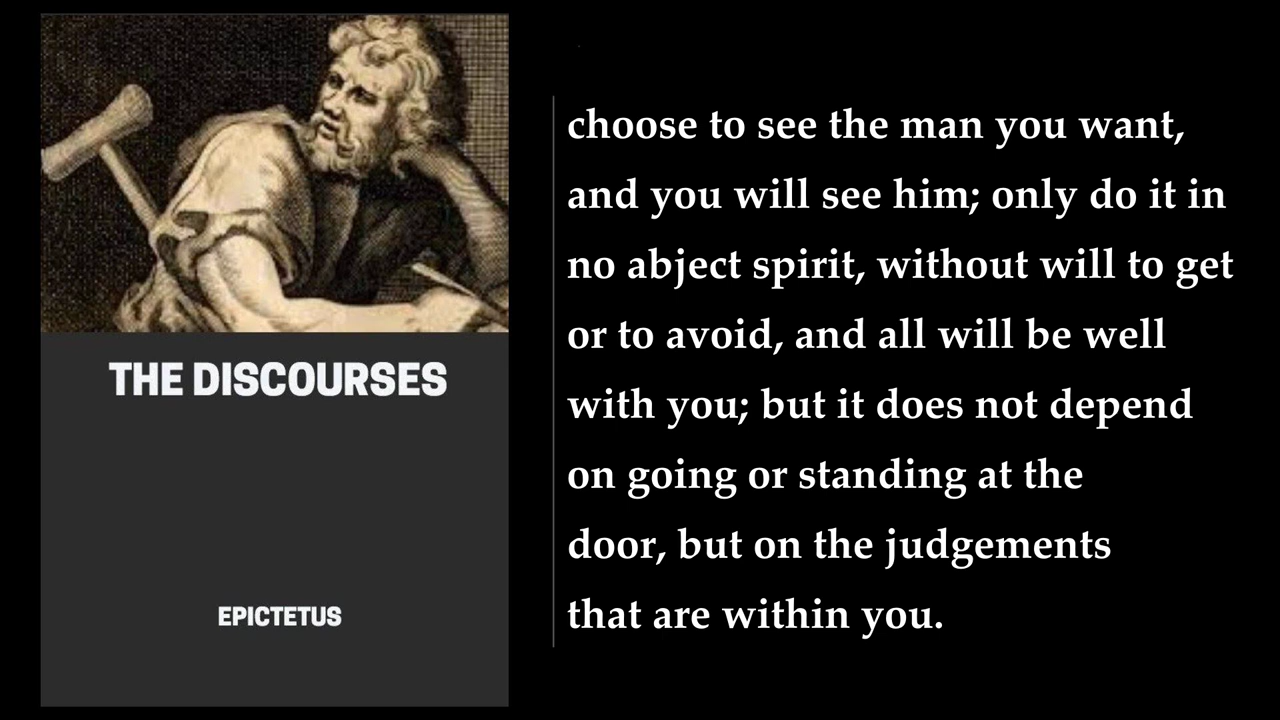 THE DISCOURSES
EPICTETUS
choose to see the man you want,
and you will see him; only do it in
no abject spirit, without will to get
or to avoid, and all will be well
with you; but it does not depend
on going or standing at the
door, but on the judgements
that are within you.